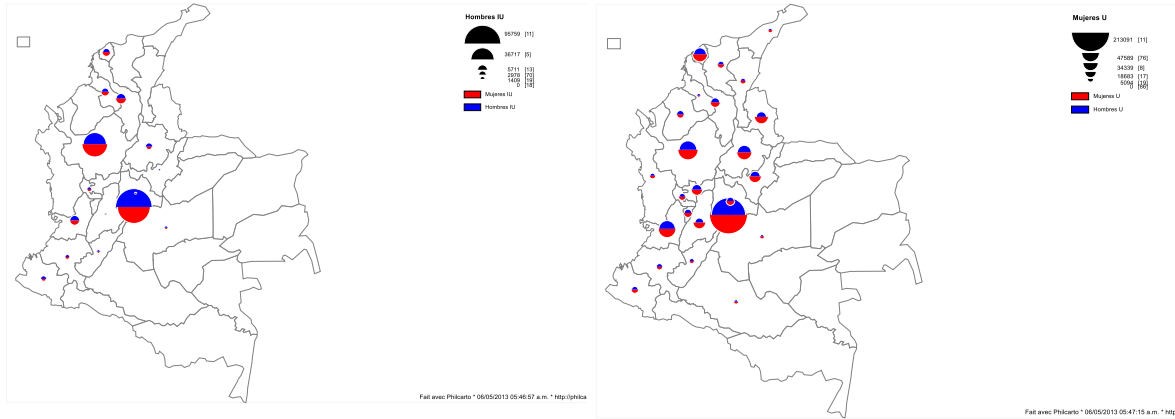 Hombres IU
95759 [11]
36717 [5]
5711 [13]
2978 [70]
1409 [19]
0 [18]
Mujeres IU
Hombres IU
Fait avec Philcarto * 06/05/2013 05:46:57 a.m. * http://philca
Mujeres U
213091 [11]
47589 [76]
34339 [8]
18683 [17]
5094 [19]
0
Mujeres U
Hombres U
Fait avec Philcarto * 06/05/2013 05:47:15 a.m. * http